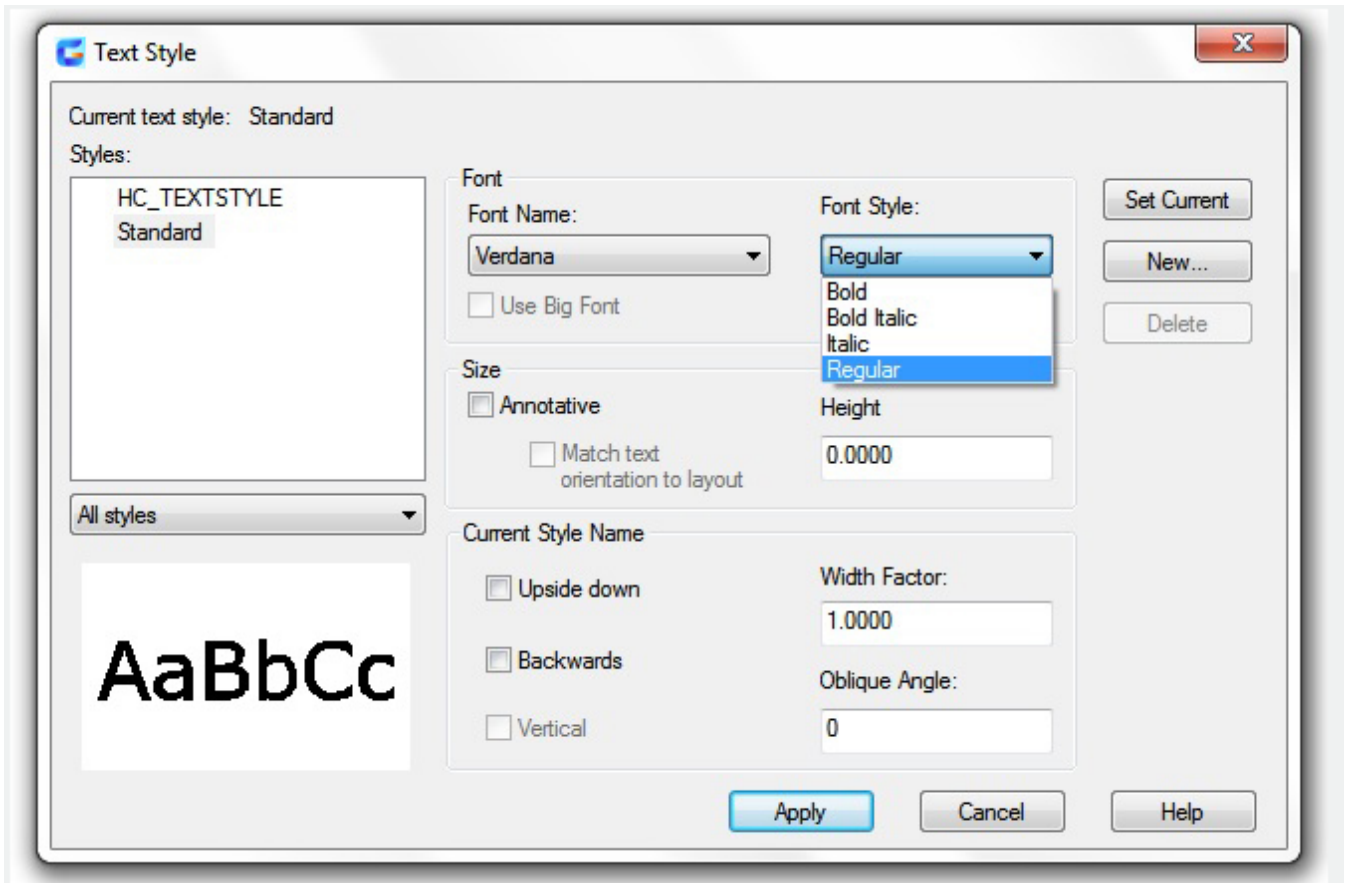 Text Style
Current text style: Standard
Styles:
HC_TEXTSTYLE
Standard
All styles
AaBbCc
Font
Font Name:
Verdana
Use Big Font
Font Style:
Regular
Bold
Bold Italic
Italic
Regular
Size
Annotative
Match text
orientation to layout
Height
0.0000
Current Style Name
Upside down
Backwards
Vertical
Width Factor:
1.0000
Oblique Angle:
0
Set Current
New...
Delete
Apply
Cancel
Help